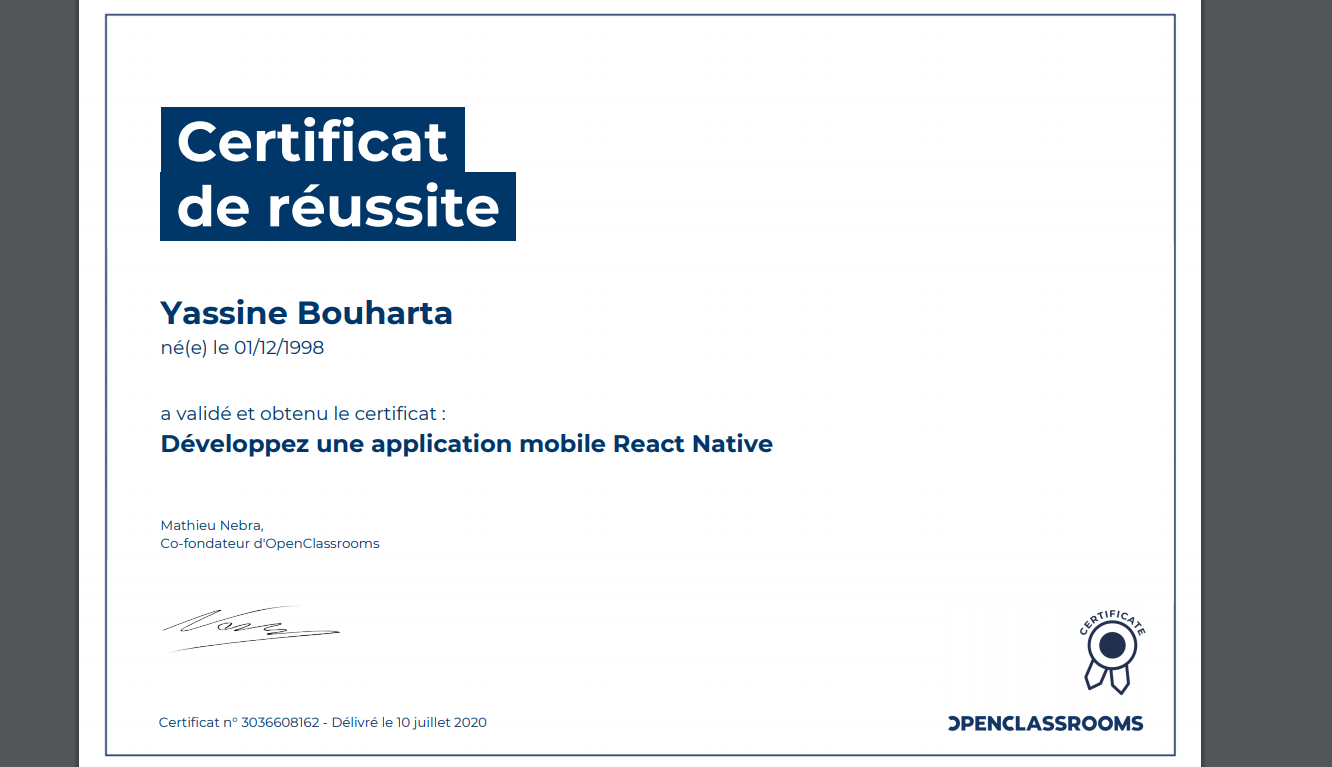 Certificat
de réussite
Yassine Bouharta
né(e) le 01/12/1998
a validé et obtenu le certificat :
Développez une application mobile React Native
Mathieu Nebra,
Co-fondateur d'OpenClassrooms
CERTIFICATE
Certificat n° 3036608162 - Délivré le 10 juillet 2020
OPENCLASSROOMS